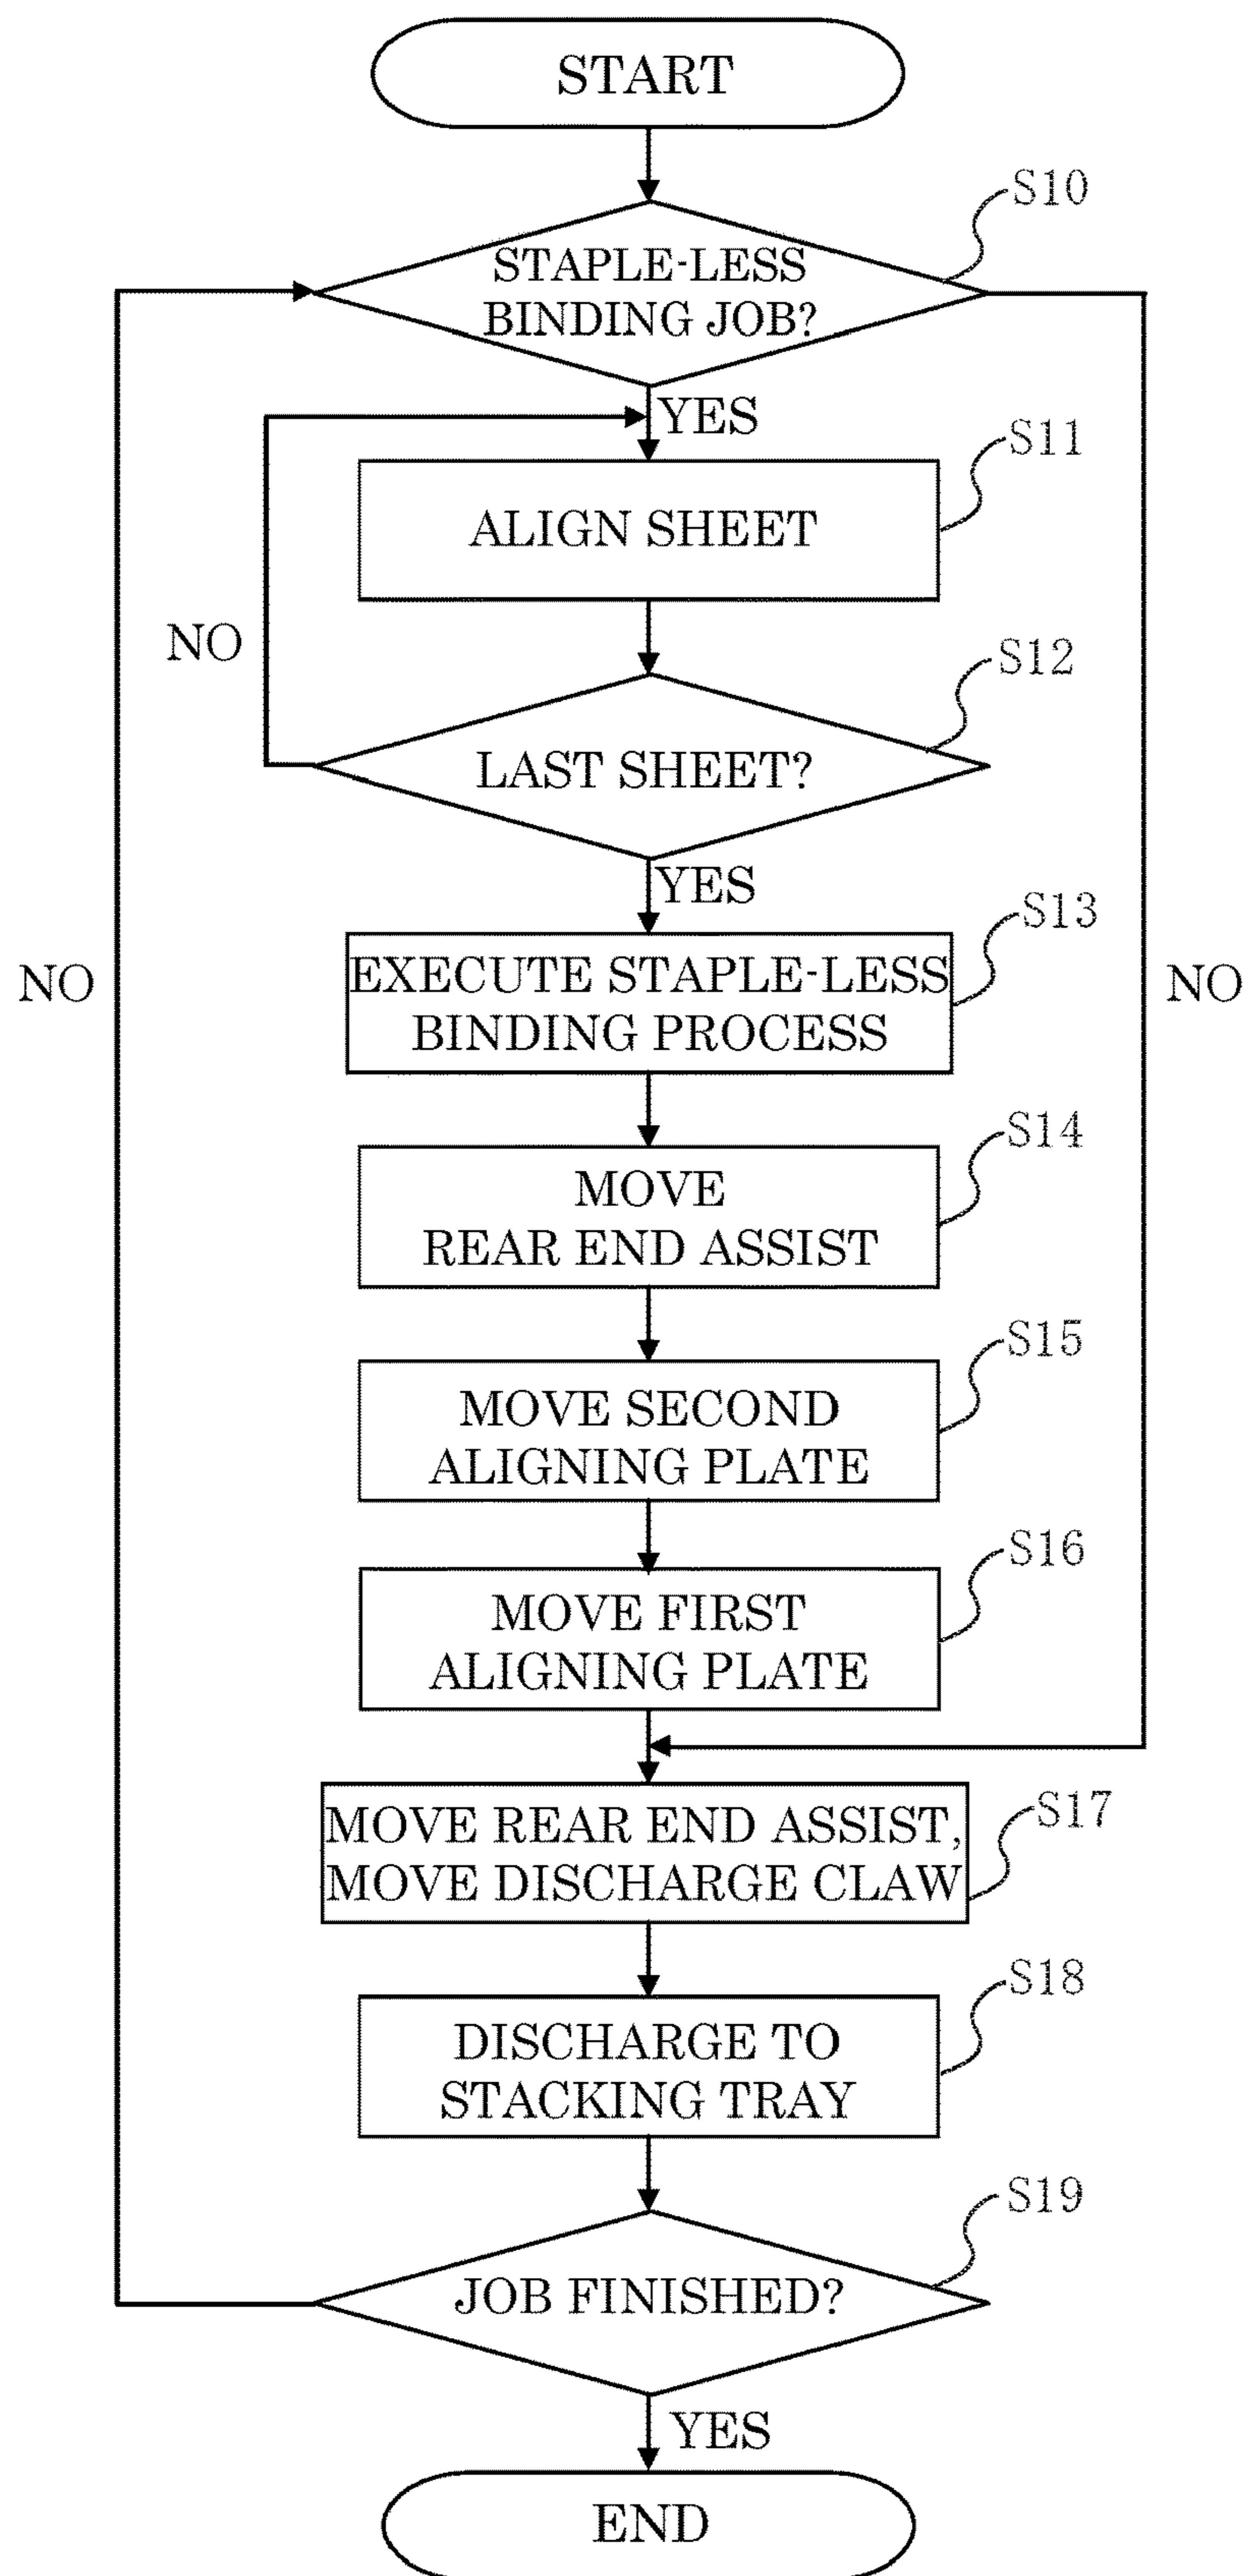 START
S10
STAPLE-LESS
BINDING JOB?
YES
S11
ALIGN SHEET
NO
S12
LAST SHEET?
YES
S13
EXECUTE STAPLE-LESS
BINDING PROCESS
NO
NO
S14
MOVE
REAR END ASSIST
S15
MOVE SECOND
ALIGNING PLATE
S16
MOVE FIRST
ALIGNING PLATE
S17
MOVE REAR END ASSIST,
MOVE DISCHARGE CLAW
S18
DISCHARGE TO
STACKING TRAY
S19
JOB FINISHED?
YES
END